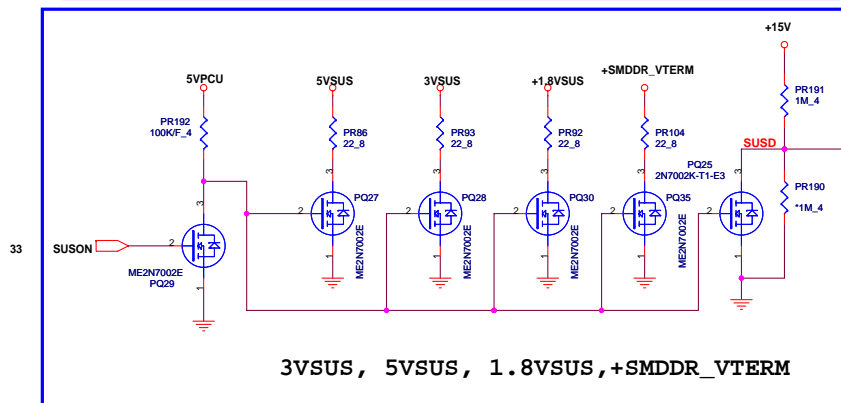 +15V
5VPCU
5VSUS
3VSUS
+1.8VSUS
+SMDDR_VTERM
PR192
100K/F_4
PR86
22_8
PR93
22_8
PR92
22_8
PR104
22_8
PR191
1M_4
SUSD
PQ25
2N7002K-T1-E3
PR190
*1M_4
3
2
1
PQ27
ME2N7002E
3
2
1
PQ28
ME2N7002E
3
2
1
PQ30
ME2N7002E
3
2
1
PQ35
ME2N7002E
3
2
1
33
SUSON
3
2
1
ME2N7002E
PQ29
3VSUS, 5VSUS, 1.8VSUS,+SMDDR_VTERM